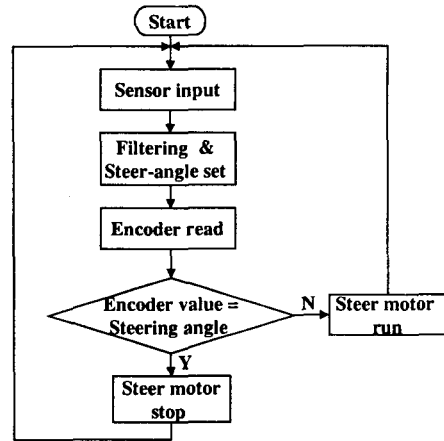 Start
Sensor input
Filtering &
Steer-angle set
Encoder read
Encoder value =
Steering angle
N
Steer motor
run
Y
Steer motor
stop